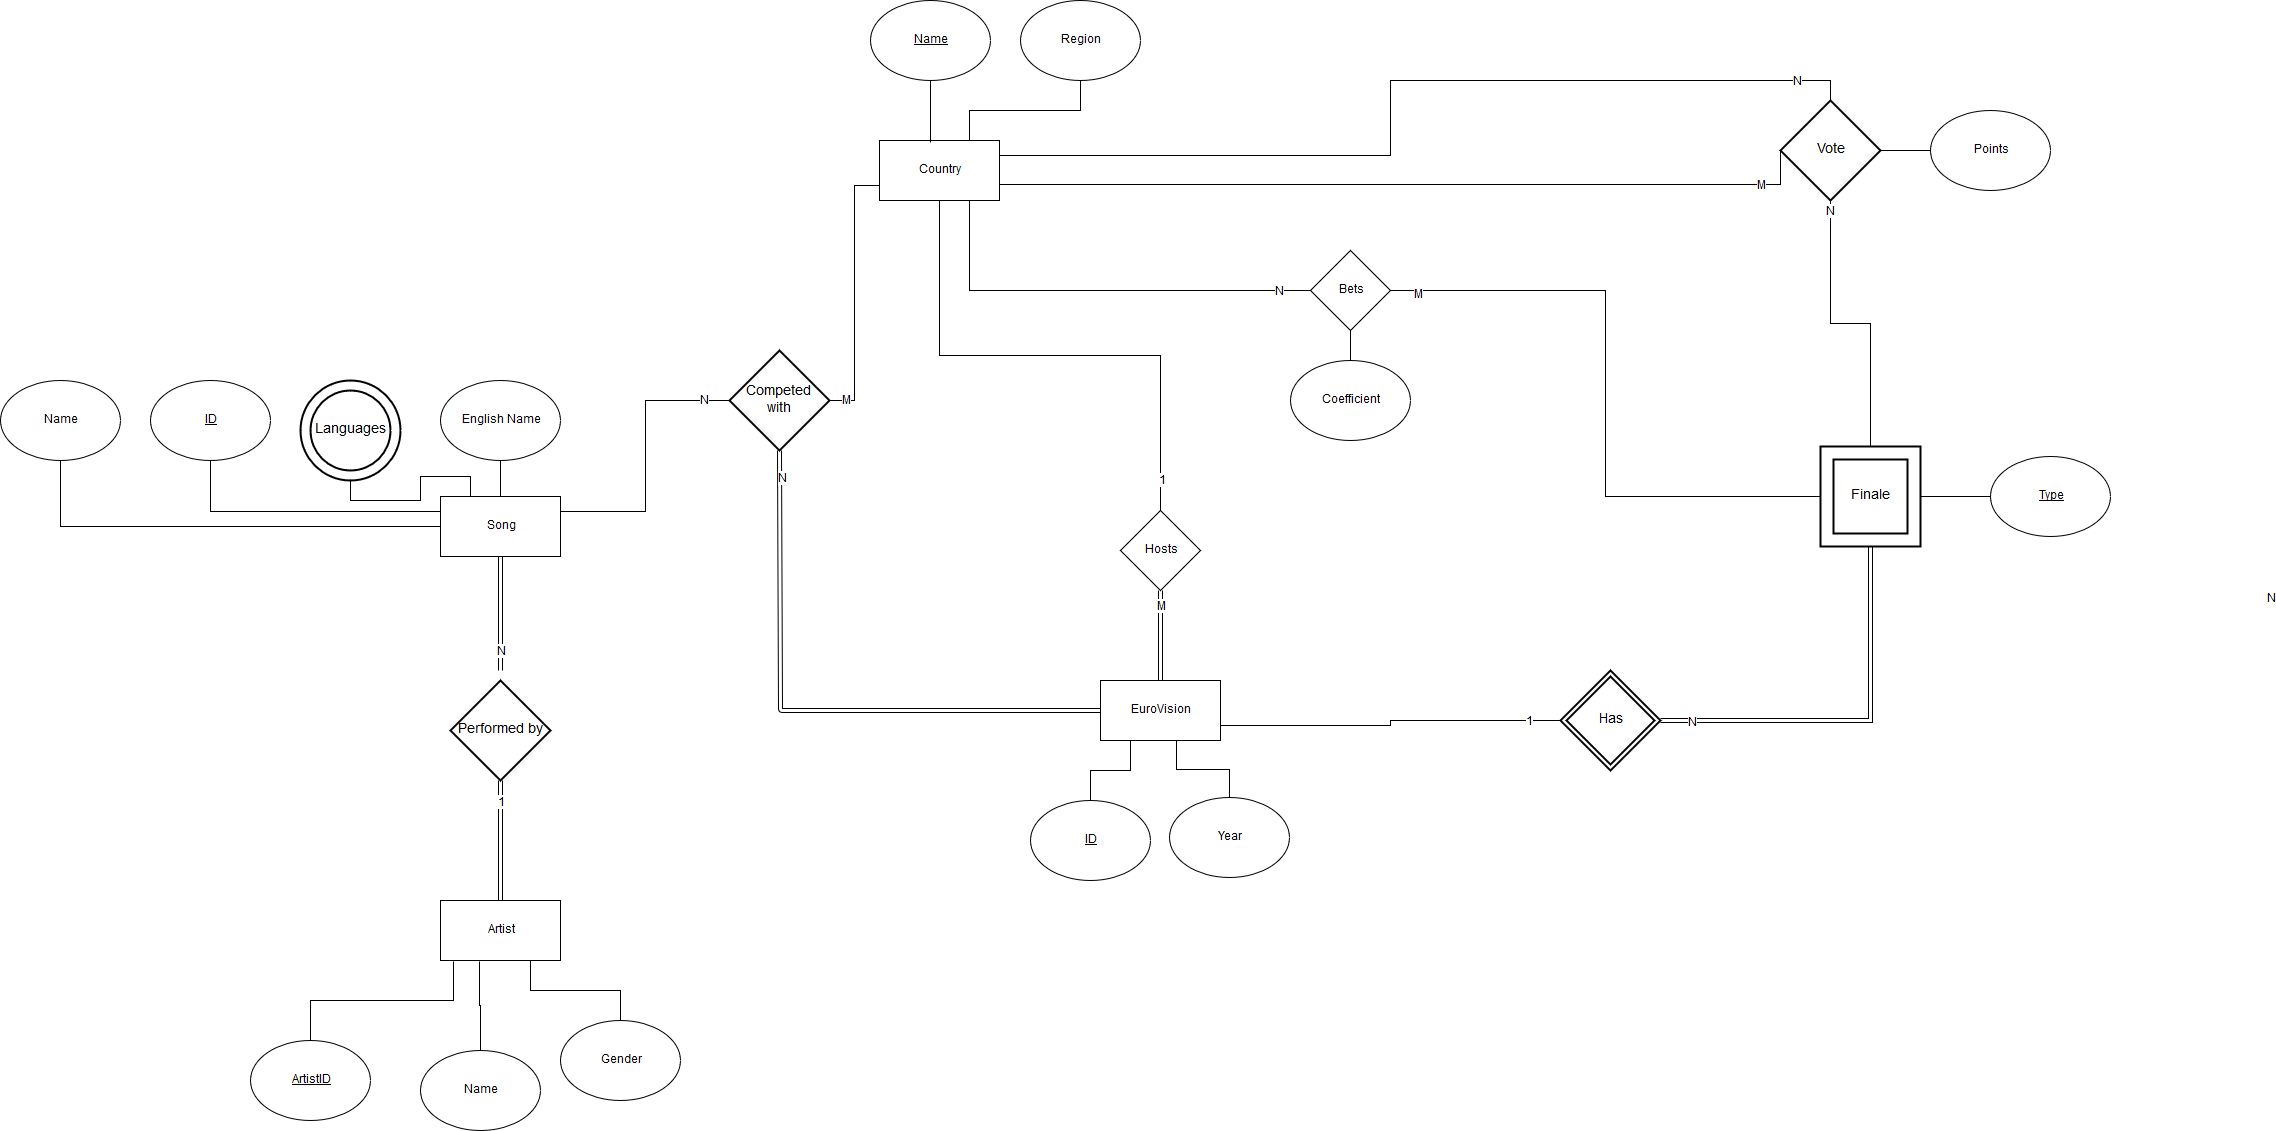 Name
Region
N
Vote
Points
Country
M
N
Bets
N
M
Competed
with
N
M
Coefficient
Name
ID
Languages
English Name
N
1
Finale
Type
Song
Hosts
N
M
N
EuroVision
Has
1
N
Performed by
1
ID
Year
Artist
ArtistID
Name
Gender